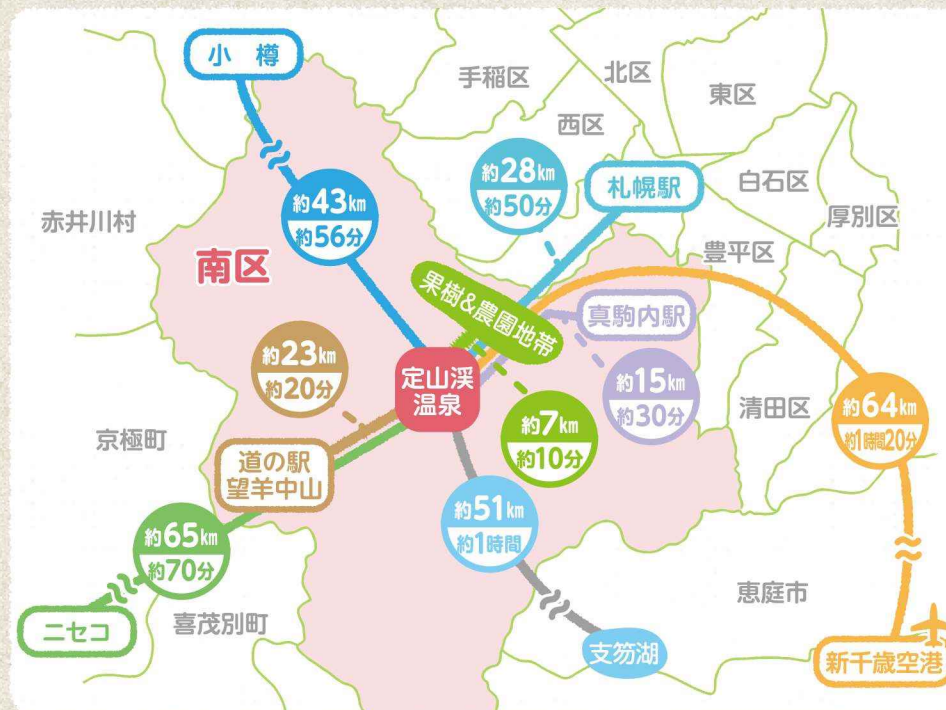 小樽
手稲区
北区
東区
西区
約28km
約50分
札幌駅
白石区
厚別区
赤井川村
約43km
約56分
南区
豊平区
果樹&農園地帯
真駒内駅
約23km
約20分
定山渓
温泉
約15km
約30分
約7km
約10分
清田区
約64km
約1時間20分
京極町
道の駅
望羊中山
約51km
約1時間
約65km
約70分
恵庭市
ニセコ
喜茂別町
支笏湖
新千歳空港